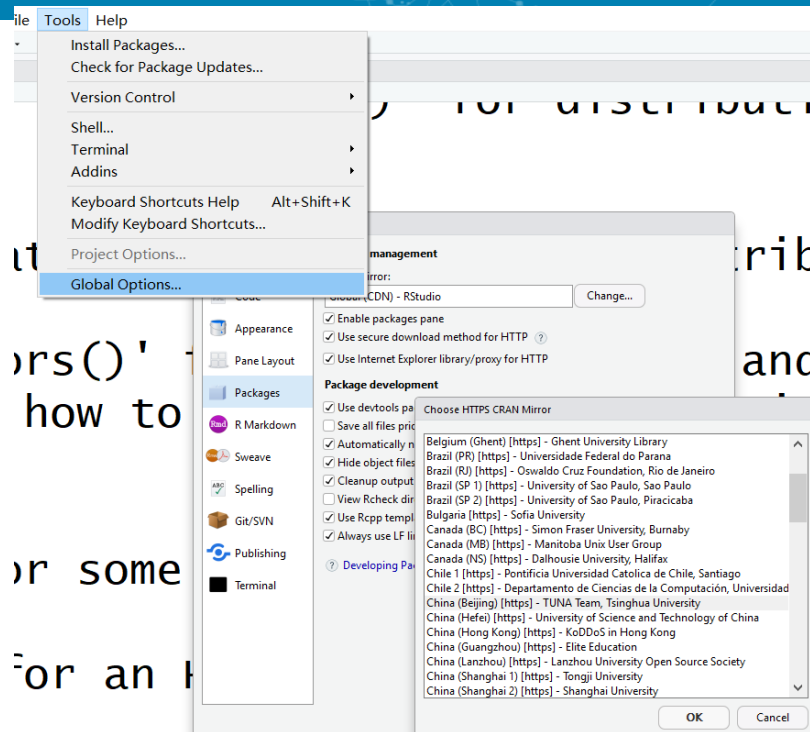 ile Tools Help
Install Packages...
Check for Package Updates...
Version Control
Shell...
Terminal
Addins
Keyboard Shortcuts Help Alt+Shift+K
Modify Keyboard Shortcuts...
Project Options...
Global Options...
) for distribut
at
trib
ors()'
and
how to
or some
for an
management
irror:
Global (CDN) - RStudio
Change...
Enable packages pane
Use secure download method for HTTP ?
Use Internet Explorer library/proxy for HTTP
Package development
Use devtools pa
Save all files prio
Automatically n
Hide object files
Cleanup output
View Rcheck dir
Use Rcpp templ
Always use LF li
? Developing Pa
Code
Appearance
Pane Layout
Packages
Rmd R Markdown
Sweave
ABC Spelling
Git/SVN
Publishing
Terminal
Choose HTTPS CRAN Mirror
Belgium (Ghent) [https] - Ghent University Library
Brazil (PR) [https] - Universidade Federal do Parana
Brazil (RJ) [https] - Oswaldo Cruz Foundation, Rio de Janeiro
Brazil (SP 1) [https] - University of Sao Paulo, Sao Paulo
Brazil (SP 2) [https] - University of Sao Paulo, Piracicaba
Bulgaria [https] - Sofia University
Canada (BC) [https] - Simon Fraser University, Burnaby
Canada (MB) [https] - Manitoba Unix User Group
Canada (NS) [https] - Dalhousie University, Halifax
Chile 1 [https] - Pontificia Universidad Catolica de Chile, Santiago
Chile 2 [https] - Departamento de Ciencias de la Computación, Universidad
China (Beijing) [https] - TUNA Team, Tsinghua University
China (Hefei) [https] - University of Science and Technology of China
China (Hong Kong) [https] - KoDDoS in Hong Kong
China (Guangzhou) [https] - Elite Education
China (Lanzhou) [https] - Lanzhou University Open Source Society
China (Shanghai 1) [https] - Tongji University
China (Shanghai 2) [https] - Shanghai University
OK Cancel